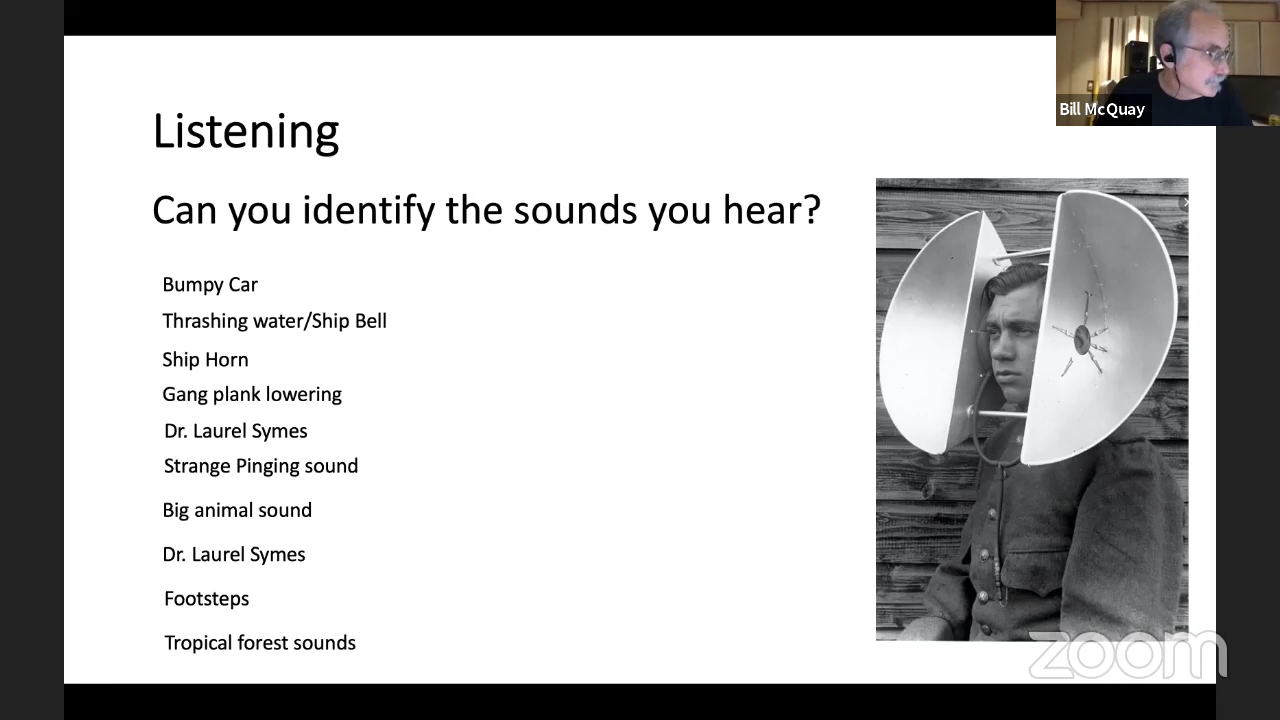 Bill McQuay
Listening
Can you identify the sounds you hear?
Bumpy Car
Thrashing water/Ship Bell
Ship Horn
Gang plank lowering
Dr. Laurel Symes
Strange Pinging sound
Big animal sound
Dr. Laurel Symes
Footsteps
Tropical forest sounds
zoom